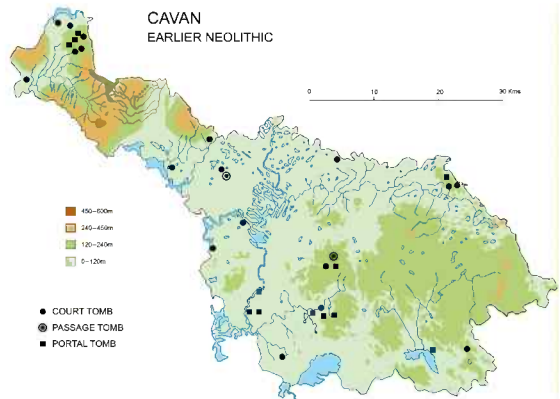 CAVAN
EARLIER NEOLITHIC
0 10 20 30 Kms.
450–600m
240–450m
120–240m
0–120m
COURT TOMB
PASSAGE TOMB
PORTAL TOMB